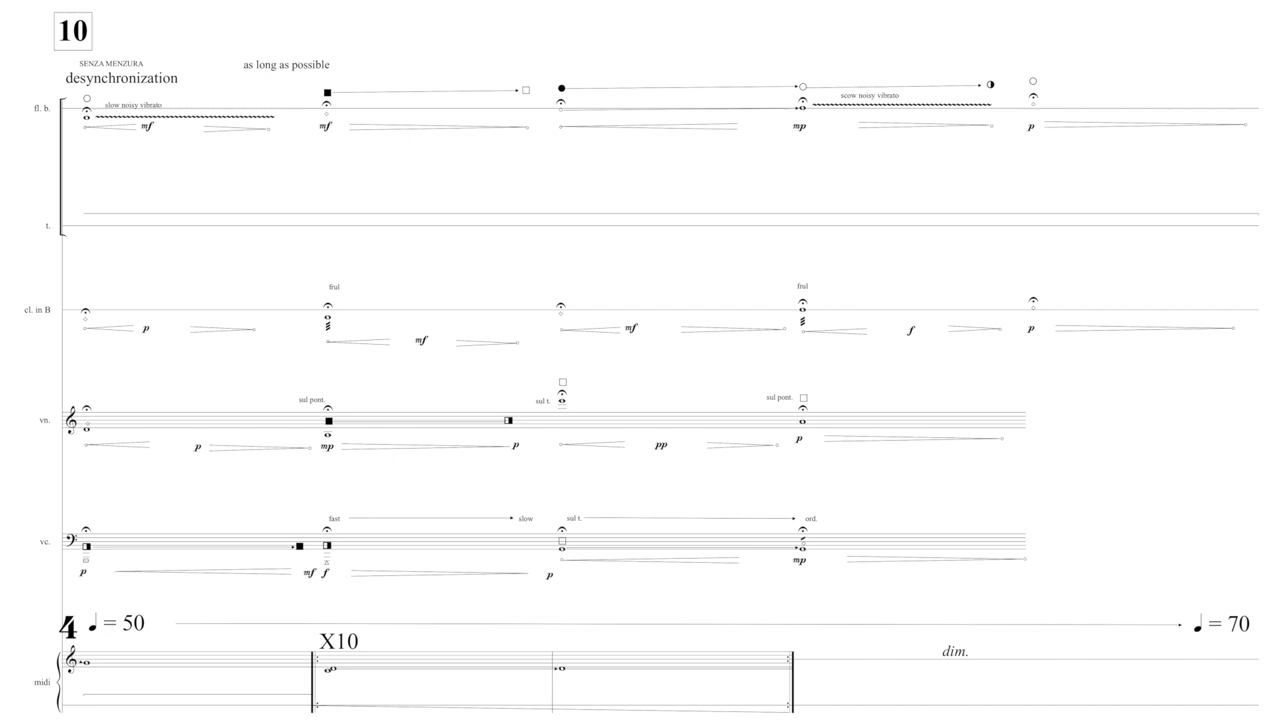 10
SENZA MENZURA
desynchronization
as long as possible
slow noisy vibrato
scow noisy vibrato
fl. b.
mf mf mp p
t.
frul frul
cl. in B
p mf mf f p
sul pont. sul t. sul pont.
vn.
p mp p pp p
fast slow sul t. ord.
vc.
p mf f p mp
4 = 50 = 70
X10
dim.
midi